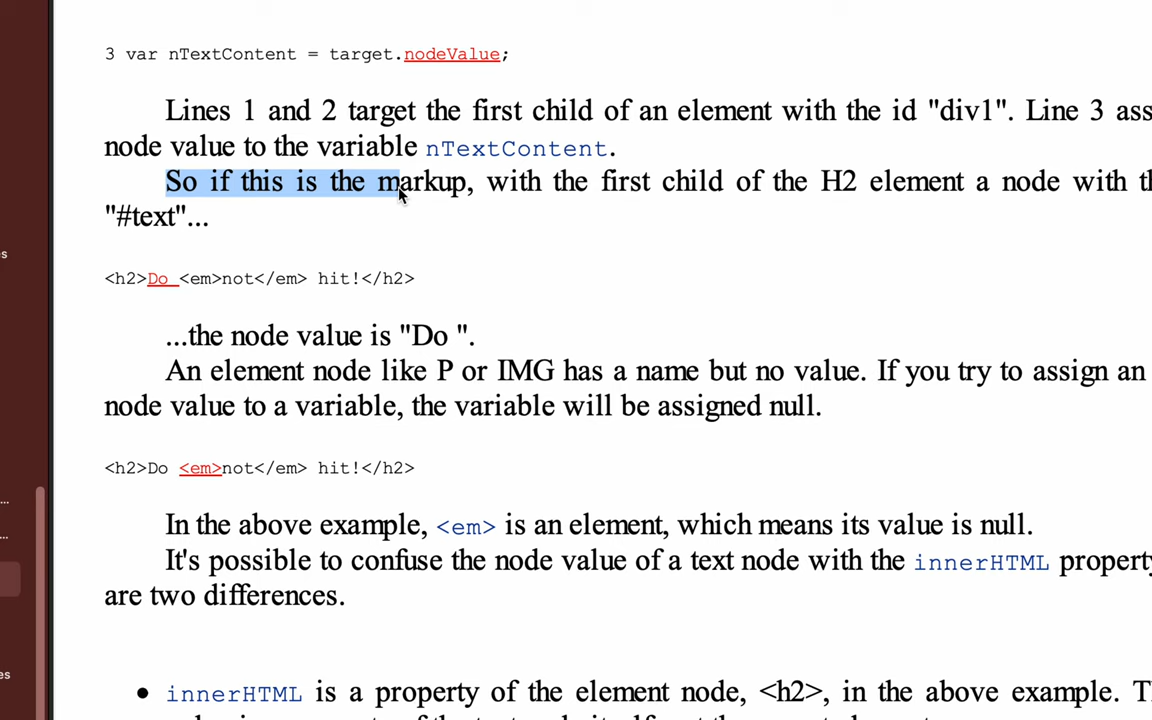 3 var nTextContent = target.nodeValue;
Lines 1 and 2 target the first child of an element with the id "div1". Line 3
node value to the variable nTextContent.
So if this is the markup, with the first child of the H2 element a node with
"#text"...
<h2>Do <em>not</em> hit!</h2>
...the node value is "Do ".
An element node like P or IMG has a name but no value. If you try to assign an
node value to a variable, the variable will be assigned null.
<h2>Do <em>not</em> hit!</h2>
In the above example, <em> is an element, which means its value is null.
It's possible to confuse the node value of a text node with the innerHTML property
are two differences.
• innerHTML is a property of the element node, <h2>, in the above example.